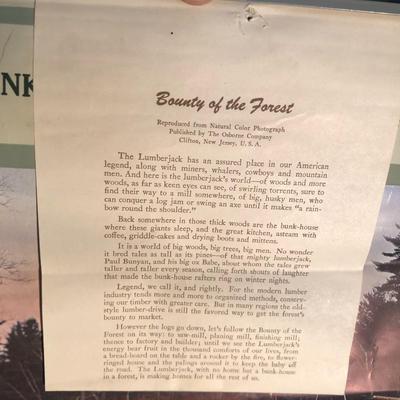 NK
Bounty of the Forest
Reproduced from Natural Color Photograph
Published by The Osborne Company
Clifton, New Jersey, U. S. A.
The Lumberjack has an assured place in our American
legend, along with miners, whalers, cowboys and mountain
men. And here is the lumberjack's world—of woods and more
woods, as far as keen eyes can see, of swirling torrents, sure to
find their way to a mill somewhere, of big, husky men, who
can conquer a log jam or swing an axe until it makes "a rain-
bow round the shoulder."
Back somewhere in those thick woods are the bunk-house
where these giants sleep, and the great kitchen, asteam with
coffee, griddle-cakes and drying boots and mittens.
It is a world of big woods, big trees, big men. No wonder
it bred tales as tall as its pines—of that mighty lumberjack,
Paul Bunyan, and his big ox Babe, about whom the tales grew
taller and taller every season, calling forth shouts of laughter
that made the bunk-house rafters ring on winter nights.
Legend, we call it, and rightly. For the modern lumber
industry tends more and more to organized methods, conserv-
ing our timber with greater care. But in many regions the old-
style lumber-drive is still the favored way to get the forest's
bounty to market.
However the logs go down, let's follow the Bounty of the
Forest on its way: to saw-mill, planing mill, finishing mill;
thence to factory and builder; until we see the Lumberjack's
energy bear fruit in the thousand comforts of our lives, from
a bread-board on the table and a rocker by the fire, to flower-
ringed house and the palings around it to keep the baby off
the road. The Lumberjack, with no home but a bunk-house
in a forest, is making homes for all the rest of us.